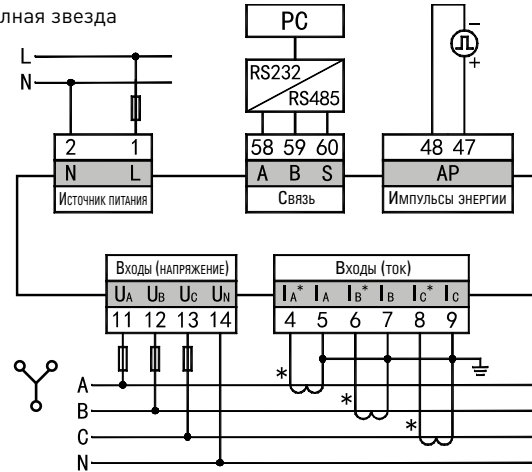 лная звезда
PC
L
N
RS232
RS485
2 1
58 59 60
48 47
N L
A B S
AP
Источник питания
Связь
Импульсы энергии
Входы (напряжение)
Входы (ток)
UA UB UC UN
IA* IA IB* IB IC* IC
11 12 13 14
4 5 6 7 8 9
*
*
*
A
B
C
N